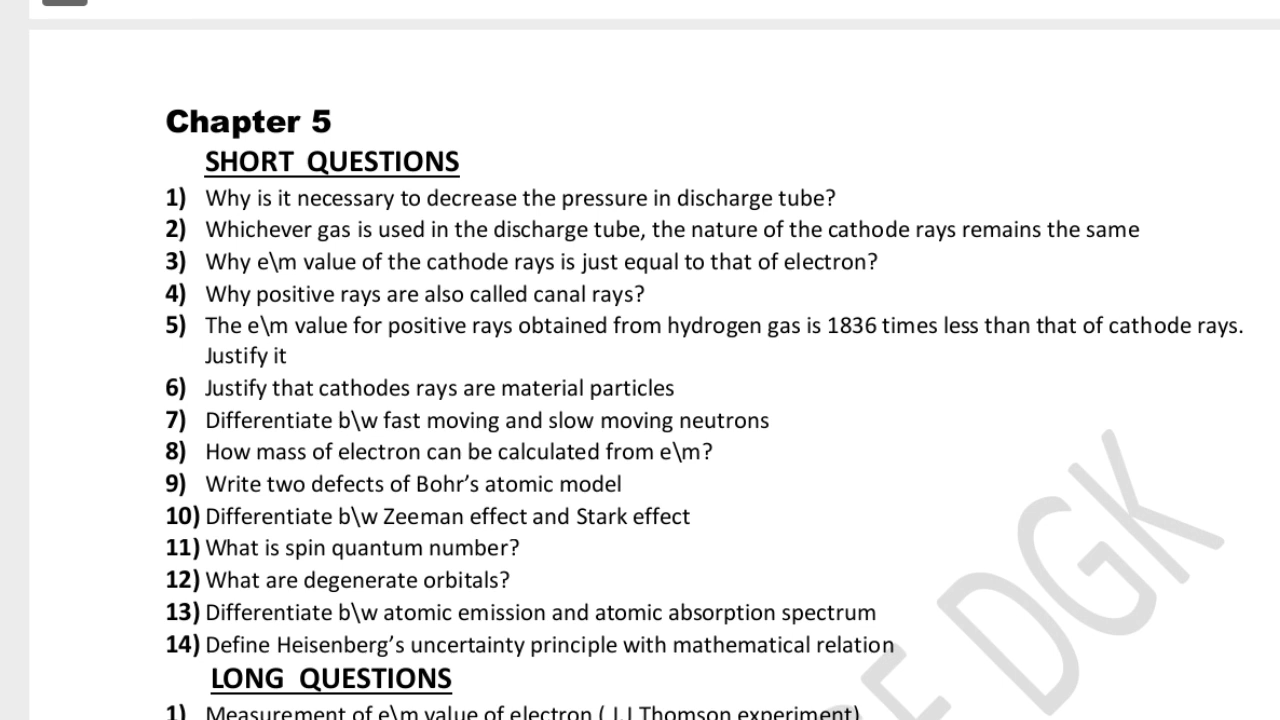 Chapter 5
SHORT QUESTIONS
1) Why is it necessary to decrease the pressure in discharge tube?
2) Whichever gas is used in the discharge tube, the nature of the cathode rays remains the same
3) Why e\m value of the cathode rays is just equal to that of electron?
4) Why positive rays are also called canal rays?
5) The e\m value for positive rays obtained from hydrogen gas is 1836 times less than that of cathode rays.
Justify it
6) Justify that cathodes rays are material particles
7) Differentiate b\w fast moving and slow moving neutrons
8) How mass of electron can be calculated from e\m?
9) Write two defects of Bohr’s atomic model
10) Differentiate b\w Zeeman effect and Stark effect
11) What is spin quantum number?
12) What are degenerate orbitals?
13) Differentiate b\w atomic emission and atomic absorption spectrum
14) Define Heisenberg’s uncertainty principle with mathematical relation
LONG QUESTIONS
1) Measurement of e\m value of electron ( J.J Thomson experiment)
DGK